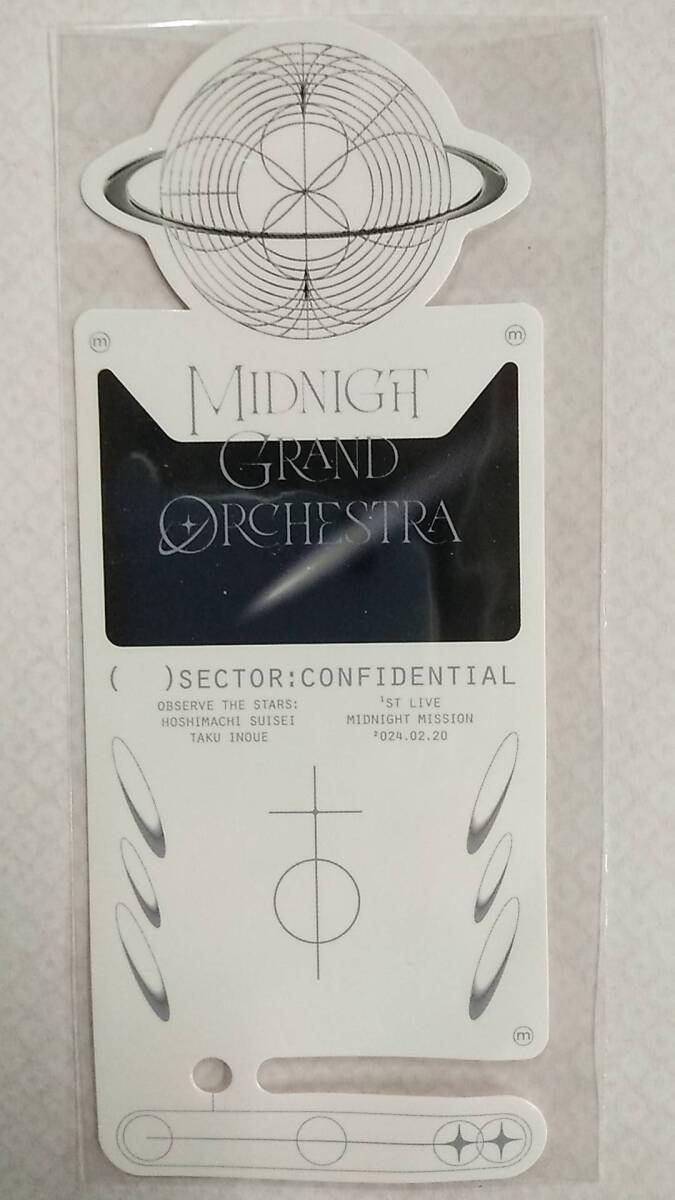 m m
MIDNIGHT
GRAND
ORCHESTRA
( )SECTOR:CONFIDENTIAL
OBSERVE THE STARS:
HOSHIMACHI SUISEI
TAKU INOUE
¹ST LIVE
MIDNIGHT MISSION
²024.02.20
m